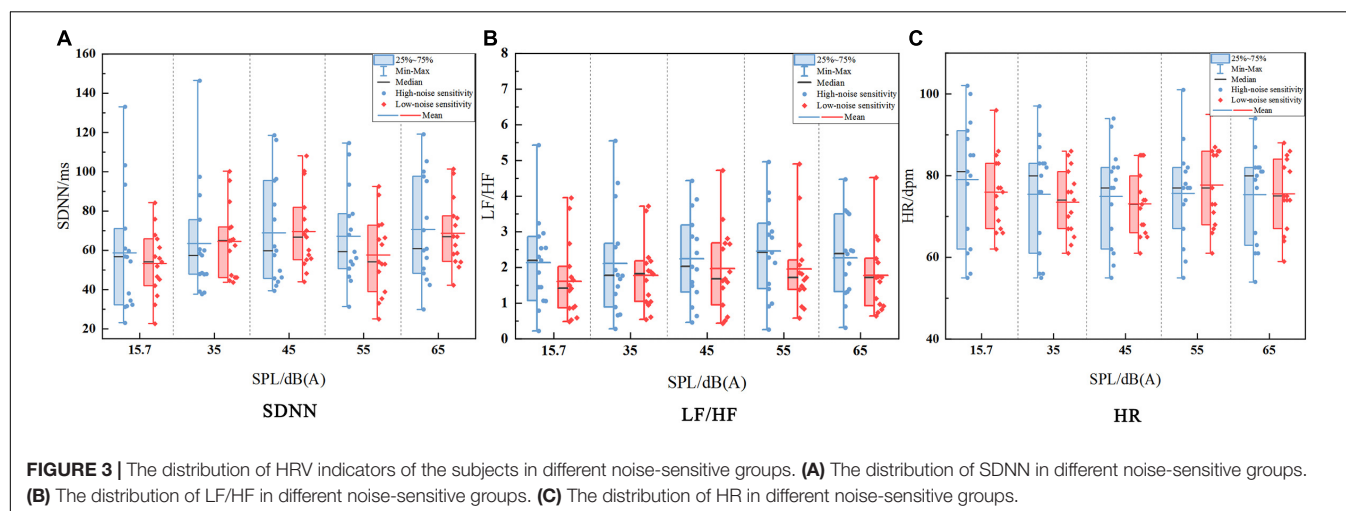 A
SDNN/ms
160
140
120
100
80
60
40
20
25%~75%
Min-Max
Median
High-noise sensitivity
Low-noise sensitivity
Mean
15.7 35 45 55 65
SPL/dB(A)
SDNN
B
LF/HF
8
7
6
5
4
3
2
1
0
25%~75%
Min-Max
Median
High-noise sensitivity
Low-noise sensitivity
Mean
15.7 35 45 55 65
SPL/dB(A)
LF/HF
C
HR/dpm
100
80
60
40
25%~75%
Min-Max
Median
High-noise sensitivity
Low-noise sensitivity
Mean
15.7 35 45 55 65
SPL/dB(A)
HR
FIGURE 3 | The distribution of HRV indicators of the subjects in different noise-sensitive groups. (A) The distribution of SDNN in different noise-sensitive groups.
(B) The distribution of LF/HF in different noise-sensitive groups. (C) The distribution of HR in different noise-sensitive groups.